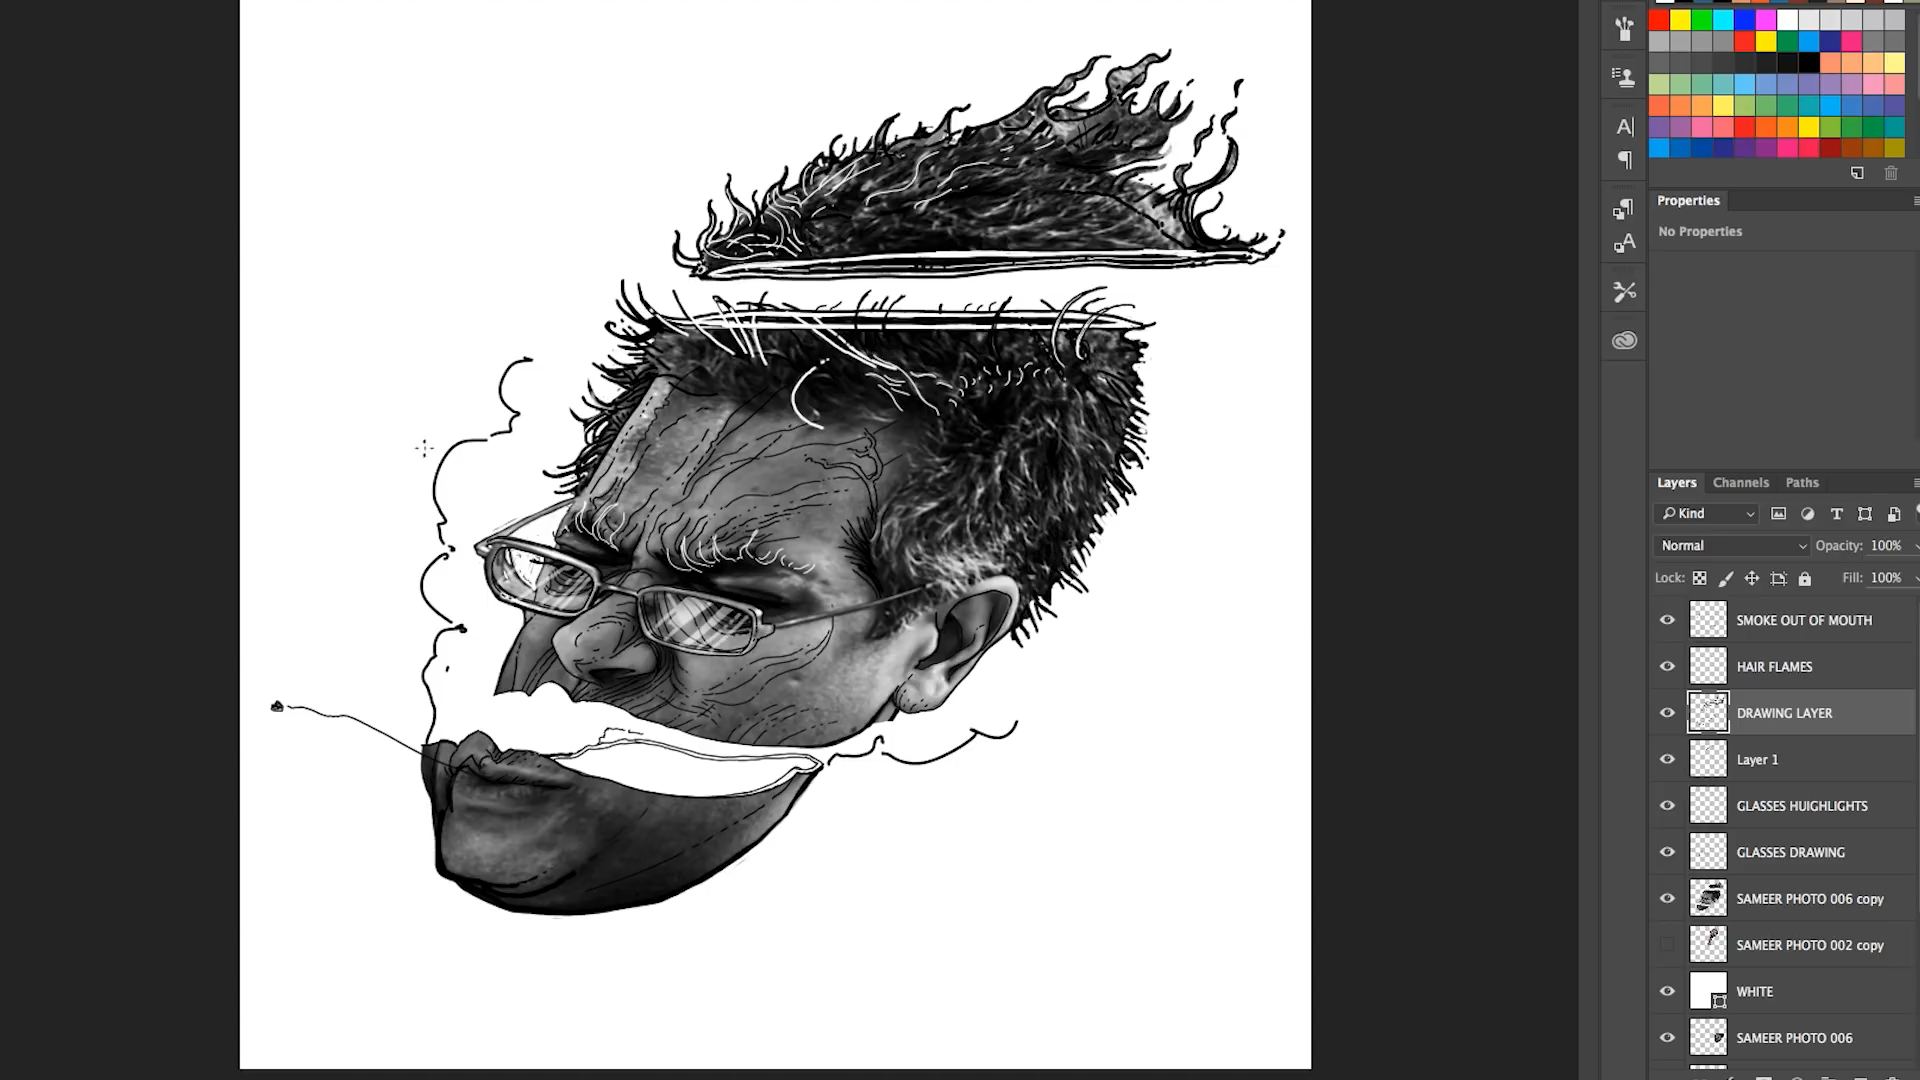 Properties
No Properties
Layers Channels Paths
Kind
Normal Opacity: 100%
Lock: Fill: 100%
SMOKE OUT OF MOUTH
HAIR FLAMES
DRAWING LAYER
Layer 1
GLASSES HUIGHLIGHTS
GLASSES DRAWING
SAMEER PHOTO 006 copy
SAMEER PHOTO 002 copy
WHITE
SAMEER PHOTO 006